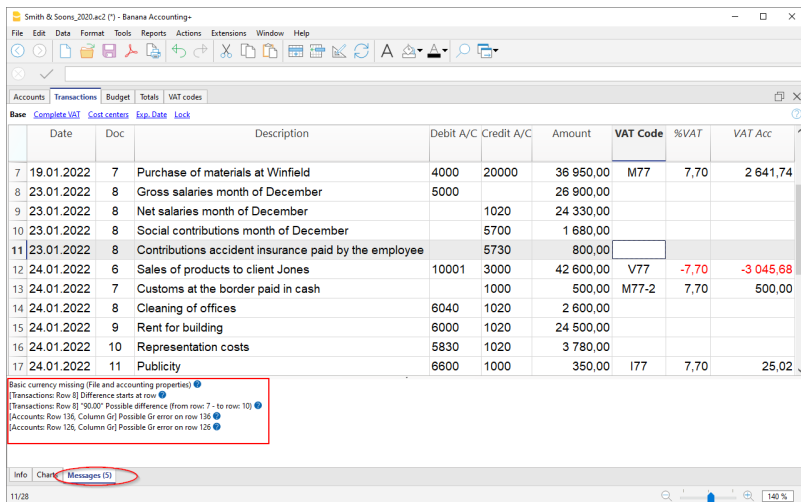 Smith & Soons_2020.ac2 (*) - Banana Accounting+
File Edit Data Format Tools Reports Actions Extensions Window Help
Accounts Transactions Budget Totals VAT codes
Base Complete VAT Cost centers Exp. Date Lock
Date Doc Description Debit A/C Credit A/C Amount VAT Code %VAT VAT Acc
7 19.01.2022 7 Purchase of materials at Winfield 4000 20000 36 950,00 M77 7,70 2 641,74
8 23.01.2022 8 Gross salaries month of December 5000 26 900,00
9 23.01.2022 8 Net salaries month of December 1020 24 330,00
10 23.01.2022 8 Social contributions month of December 5700 1 680,00
11 23.01.2022 8 Contributions accident insurance paid by the employee 5730 800,00
12 24.01.2022 6 Sales of products to client Jones 10001 3000 42 600,00 V77 -7,70 -3 045,68
13 24.01.2022 7 Customs at the border paid in cash 1000 500,00 M77-2 7,70 500,00
14 24.01.2022 8 Cleaning of offices 6040 1020 2 600,00
15 24.01.2022 9 Rent for building 6000 1020 24 500,00
16 24.01.2022 10 Representation costs 5830 1020 3 780,00
17 24.01.2022 11 Publicity 6600 1000 350,00 I77 7,70 25,02
Basic currency missing (File and accounting properties)
[Transactions: Row 8] Difference starts at row
[Transactions: Row 8] "90.00" Possible difference (from row: 7 - to row: 10)
[Accounts: Row 136, Column Gr] Possible Gr error on row 136
[Accounts: Row 126, Column Gr] Possible Gr error on row 126
Info Charts Messages (5)
11/28 140 %